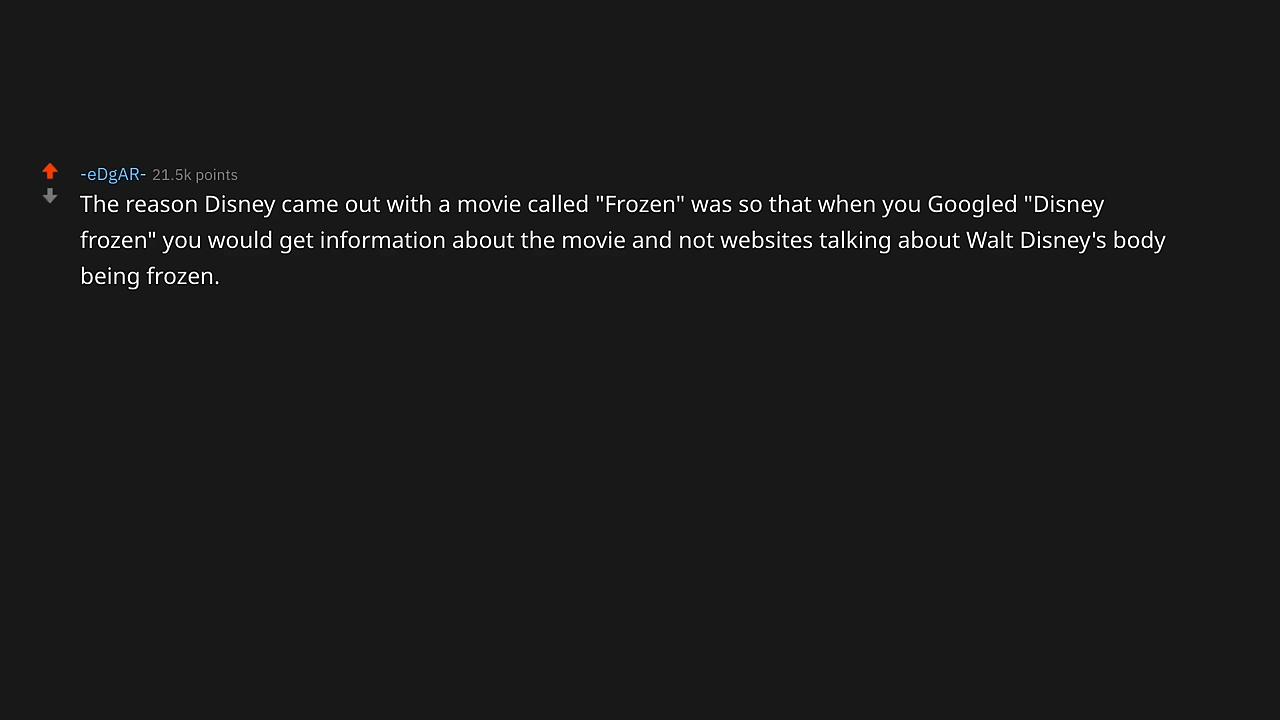 -eDgAR- 21.5k points
The reason Disney came out with a movie called "Frozen" was so that when you Googled "Disney
frozen" you would get information about the movie and not websites talking about Walt Disney's body
being frozen.